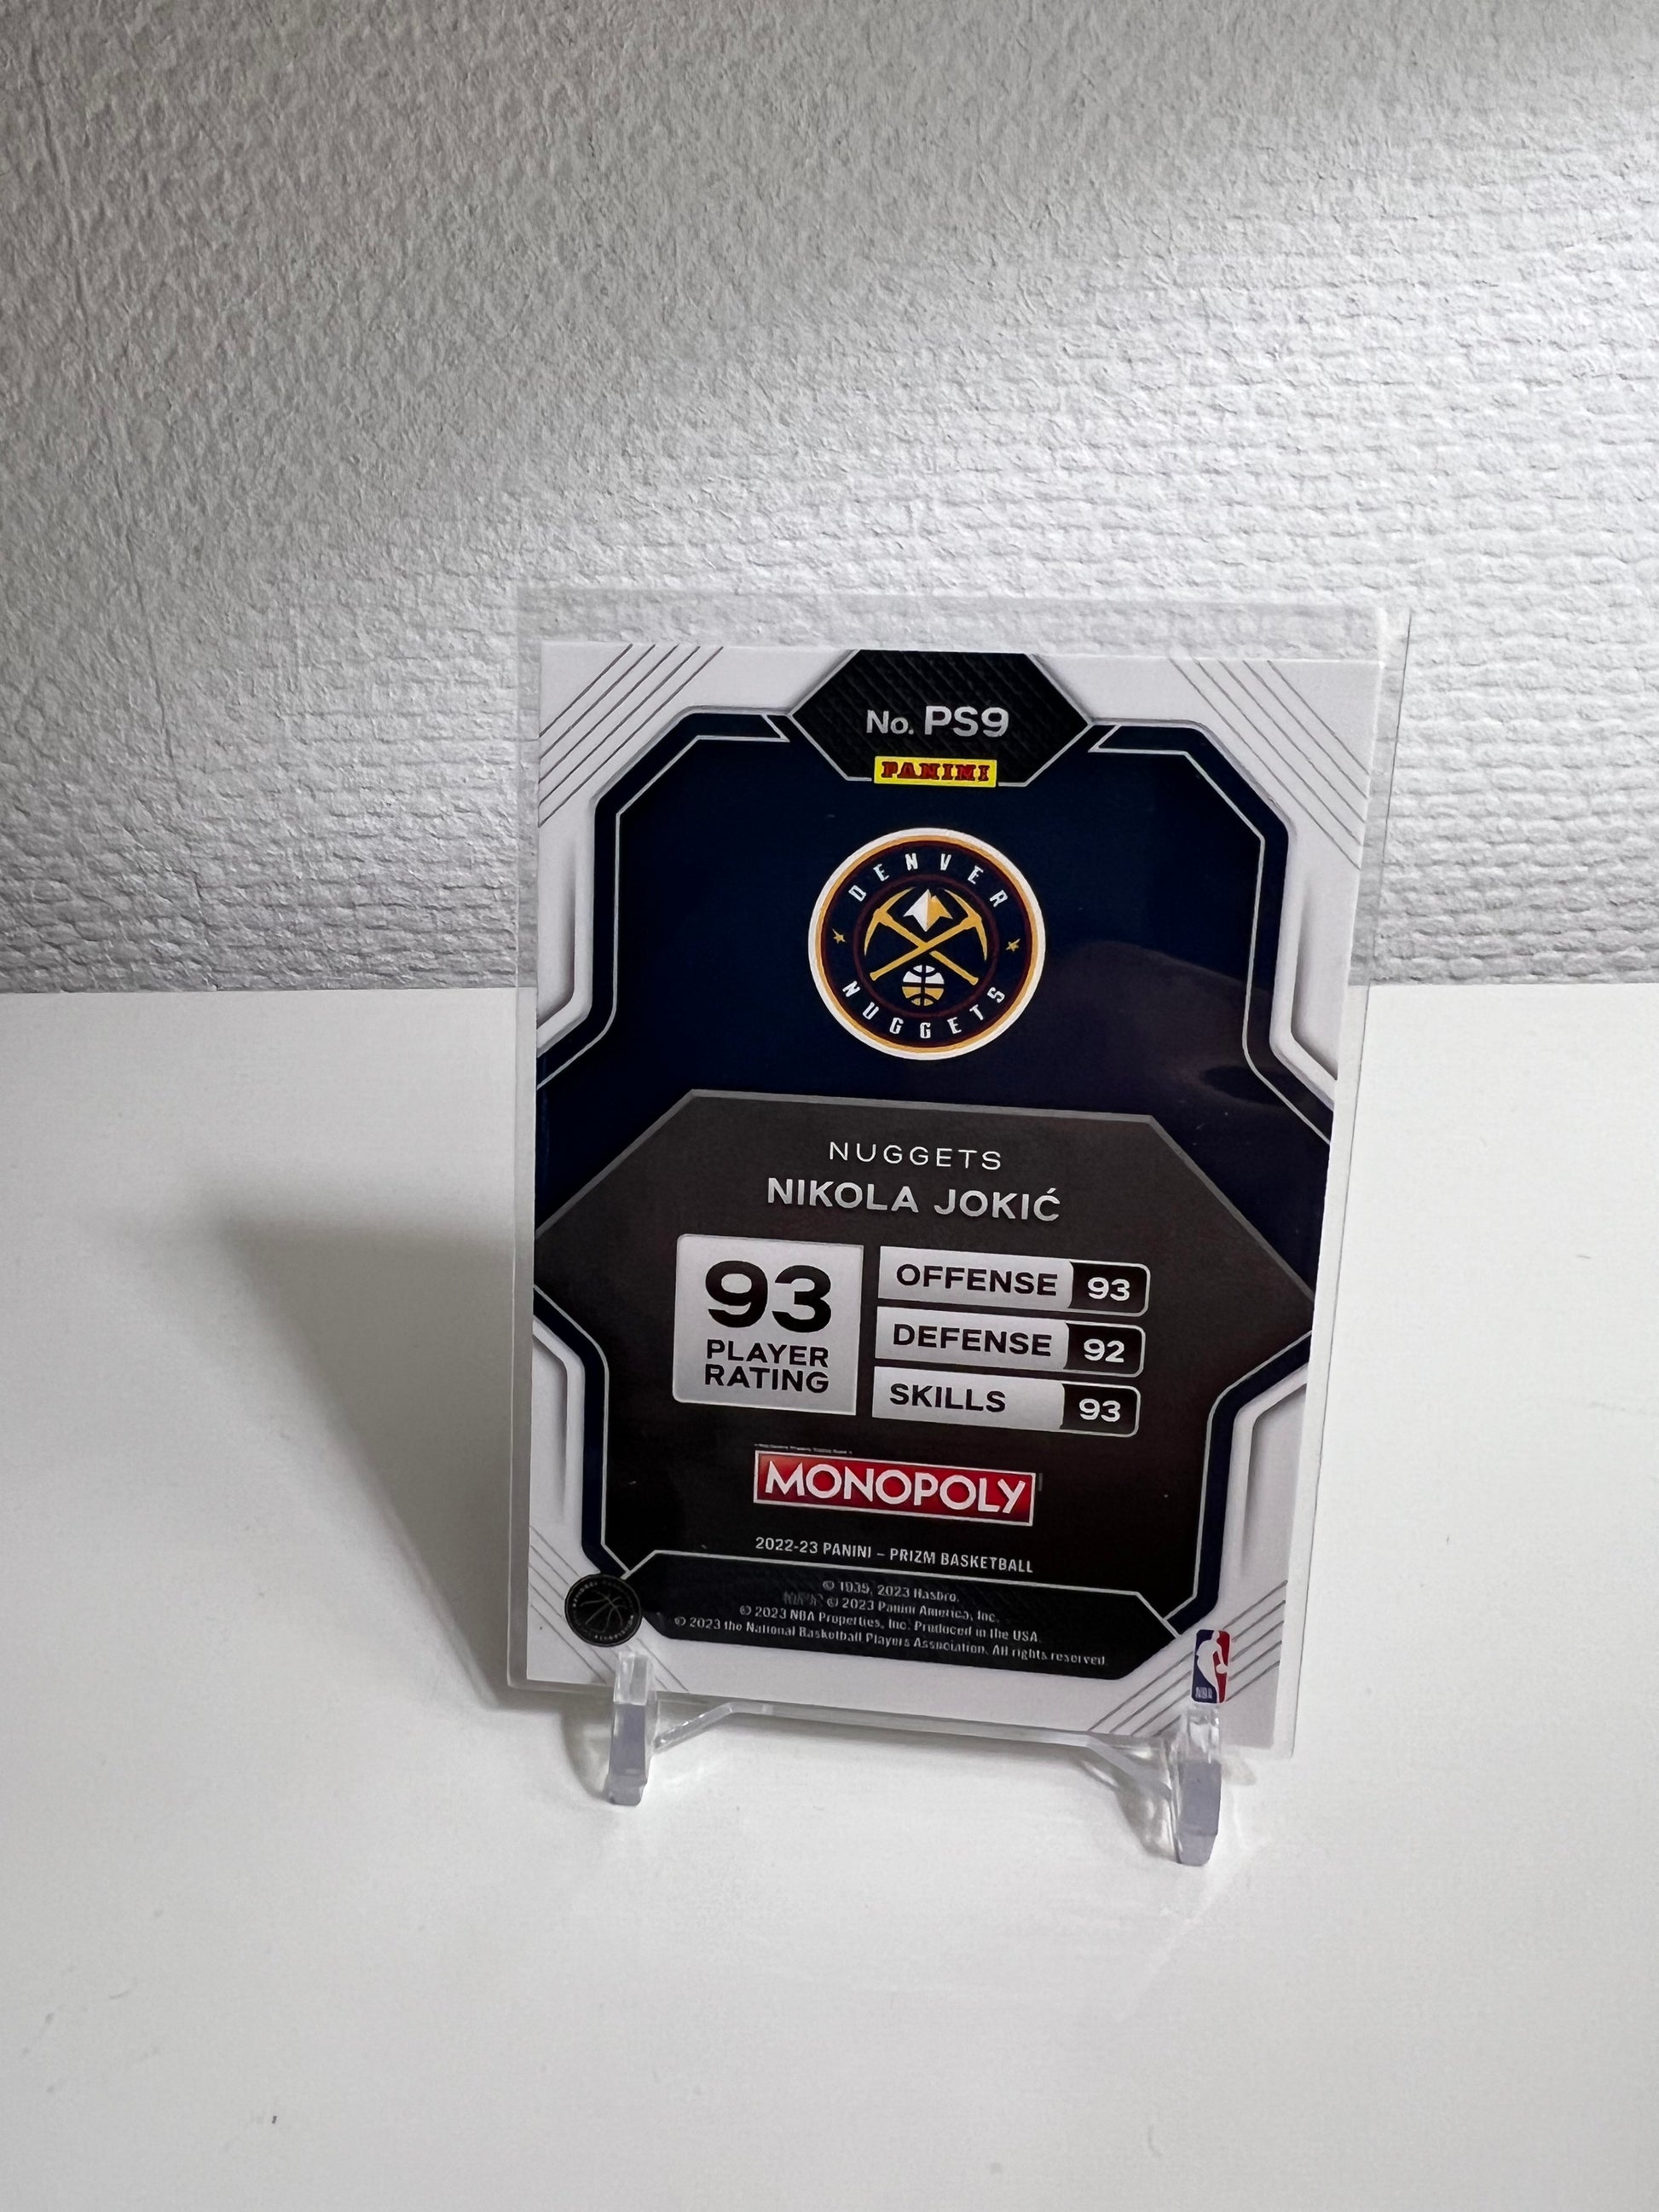 No. PS9
PANINI
DENVER
NUGGETS
NUGGETS
NIKOLA JOKIĆ
93
PLAYER
RATING
OFFENSE 93
DEFENSE 92
SKILLS 93
MONOPOLY
2022-23 PANINI – PRIZM BASKETBALL
© 1935, 2023 Hasbro.
© 2023 Panini America, Inc.
© 2023 NBA Properties, Inc. Produced in the USA.
© 2023 the National Basketball Players Association. All rights reserved
NBA